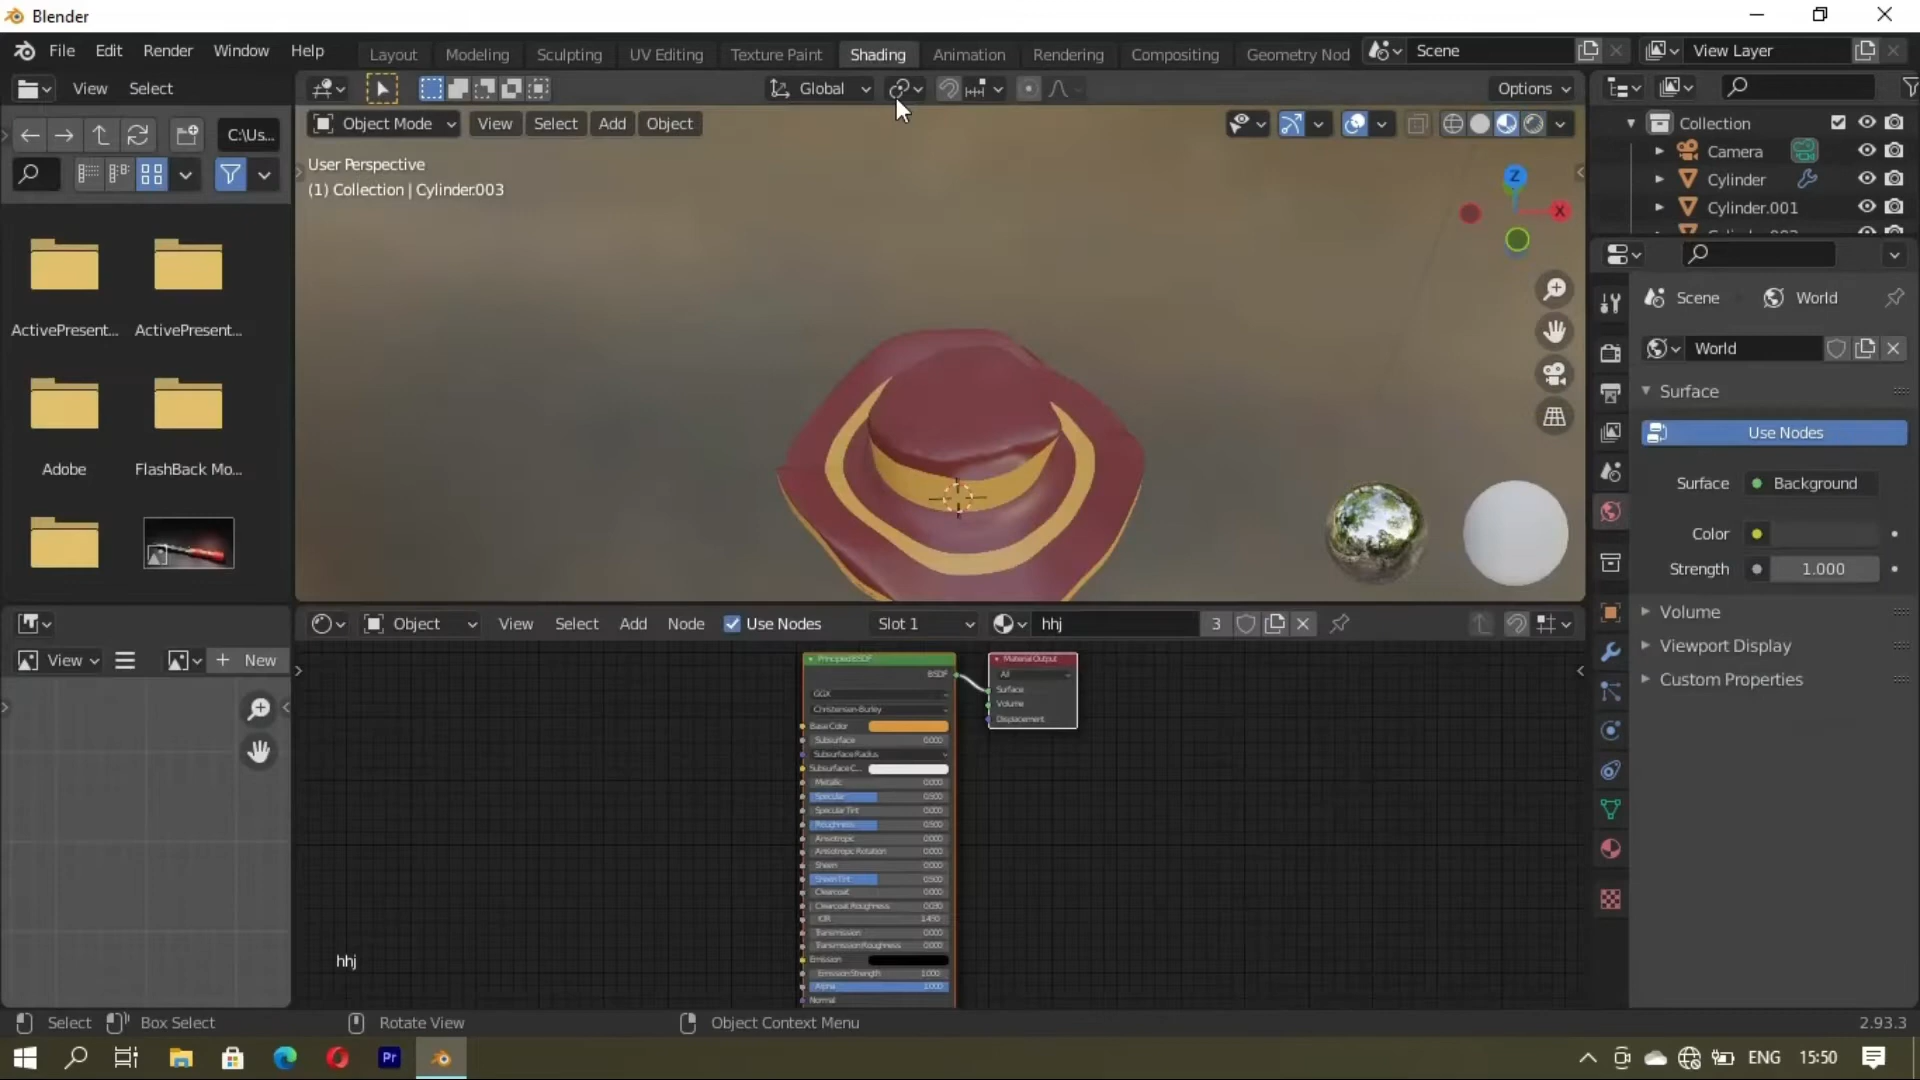 Blender
File Edit Render Window Help Layout Modeling Sculpting UV Editing Texture Paint Shading Animation Rendering Compositing Geometry Nod Scene View Layer
View Select Global Options
Object Mode View Select Add Object
C:\Us...
User Perspective
(1) Collection | Cylinder.003
Collection
Camera
Cylinder
Cylinder.001
Z
X
Scene World
World
Surface
Use Nodes
Surface Background
Color
Strength 1.000
Volume
Viewport Display
Custom Properties
ActivePresent... ActivePresent...
Adobe FlashBack Mo...
Object View Select Add Node Use Nodes Slot 1 hhj 3
View New
Principled BSDF
BSDF
GGX
Christensen-Burley
Base Color
Subsurface 0.000
Subsurface Radius
Subsurface C...
Metallic 0.000
Specular 0.500
Specular Tint 0.000
Roughness 0.500
Anisotropic 0.000
Anisotropic Rotation 0.000
Sheen 0.000
Sheen Tint 0.500
Clearcoat 0.000
Clearcoat Roughness 0.030
IOR 1.450
Transmission 0.000
Transmission Roughness 0.000
Emission
Emission Strength 1.000
Alpha 1.000
Normal
Material Output
All
Surface
Volume
Displacement
hhj
Select Box Select Rotate View Object Context Menu 2.93.3
Pr ENG 15:50